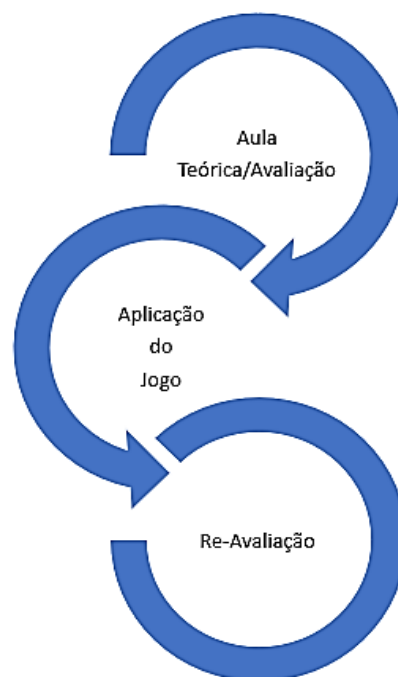 Aula
Teórica/Avaliação
Aplicação
do
Jogo
Re-Avaliação